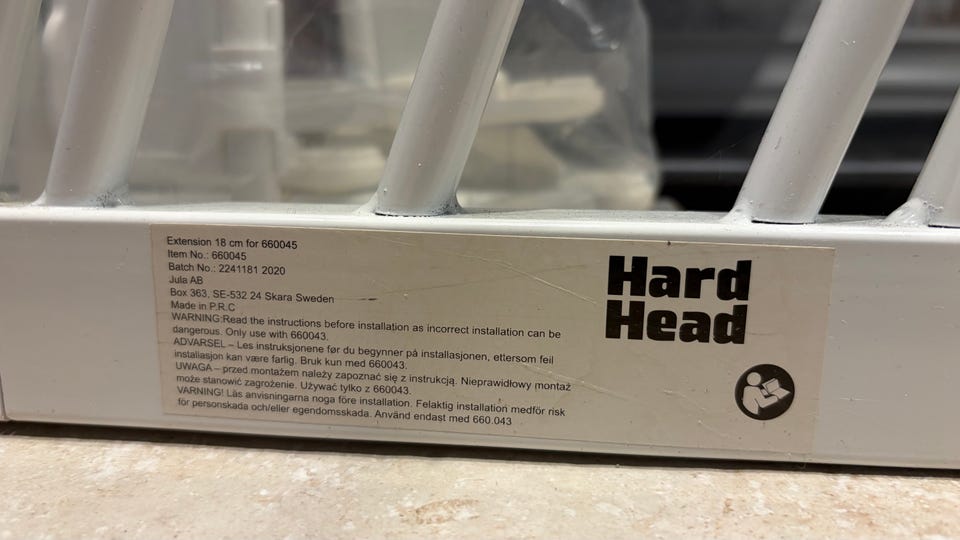 Extension 18 cm for 660045
Item No.: 660045
Batch No.: 2241181 2020
Jula AB
Box 363, SE-532 24 Skara Sweden
Made in P.R.C
WARNING:Read the instructions before installation as incorrect installation can be
dangerous. Only use with 660043.
ADVARSEL – Les instruksjonene før du begynner på installasjonen, ettersom feil
installasjon kan være farlig. Bruk kun med 660043.
UWAGA – przed montażem należy zapoznać się z instrukcją. Nieprawidłowy montaż
może stanowić zagrożenie. Używać tylko z 660043.
VARNING! Läs anvisningarna noga före installation. Felaktig installation medför risk
för personskada och/eller egendomsskada. Använd endast med 660.043
Hard
Head